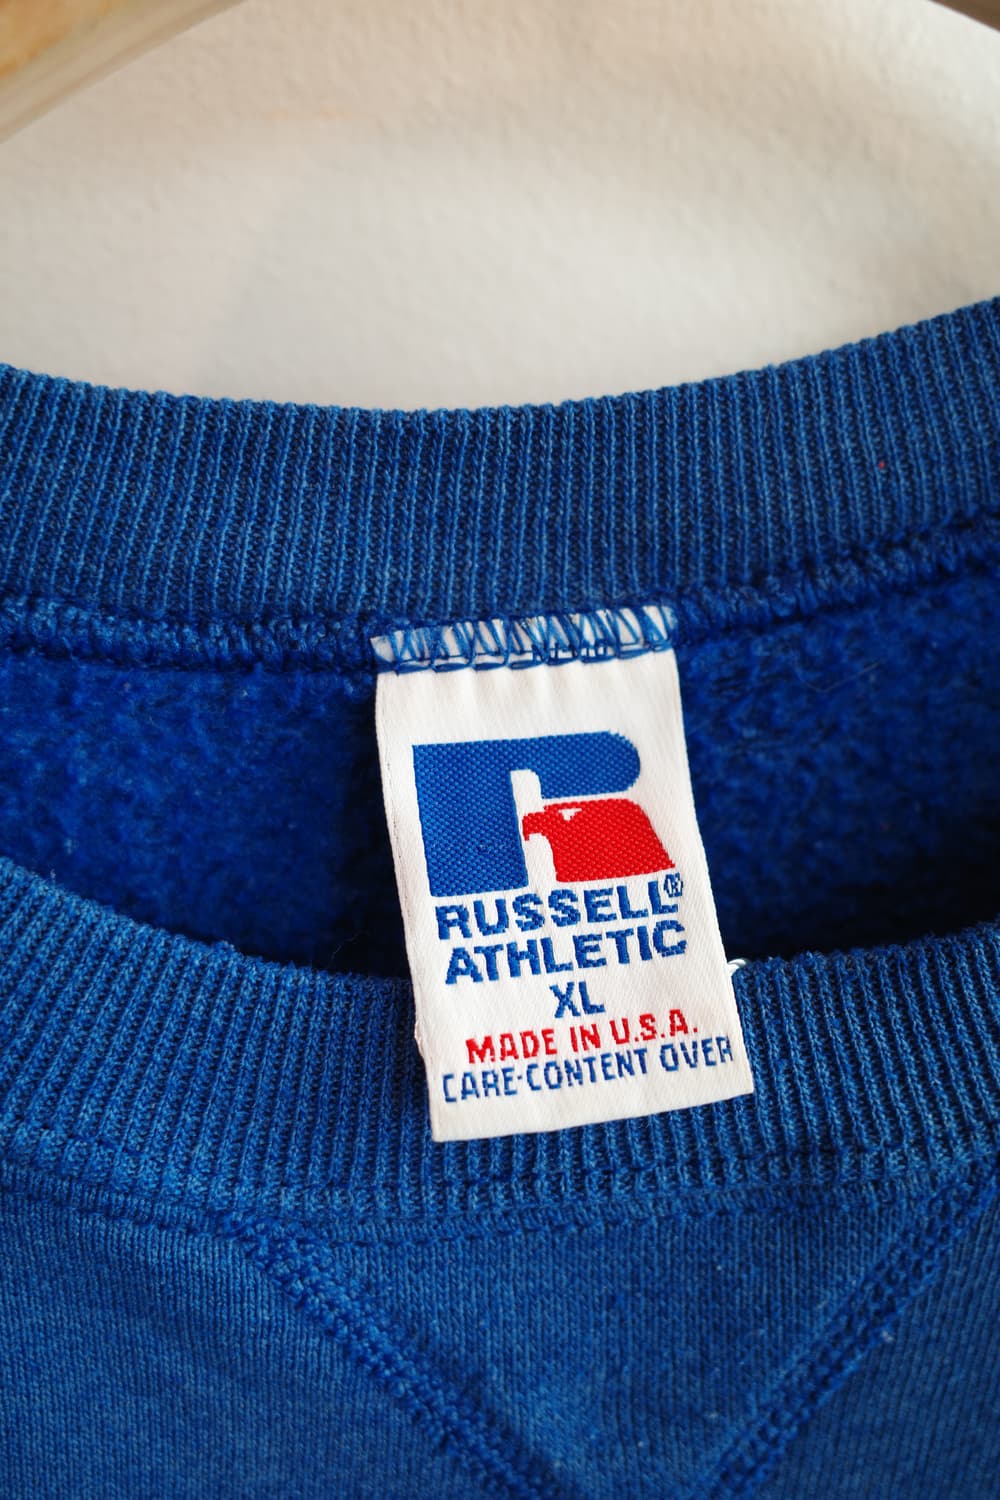 RUSSELL®
ATHLETIC
XL
MADE IN U.S.A.
CARE-CONTENT OVER